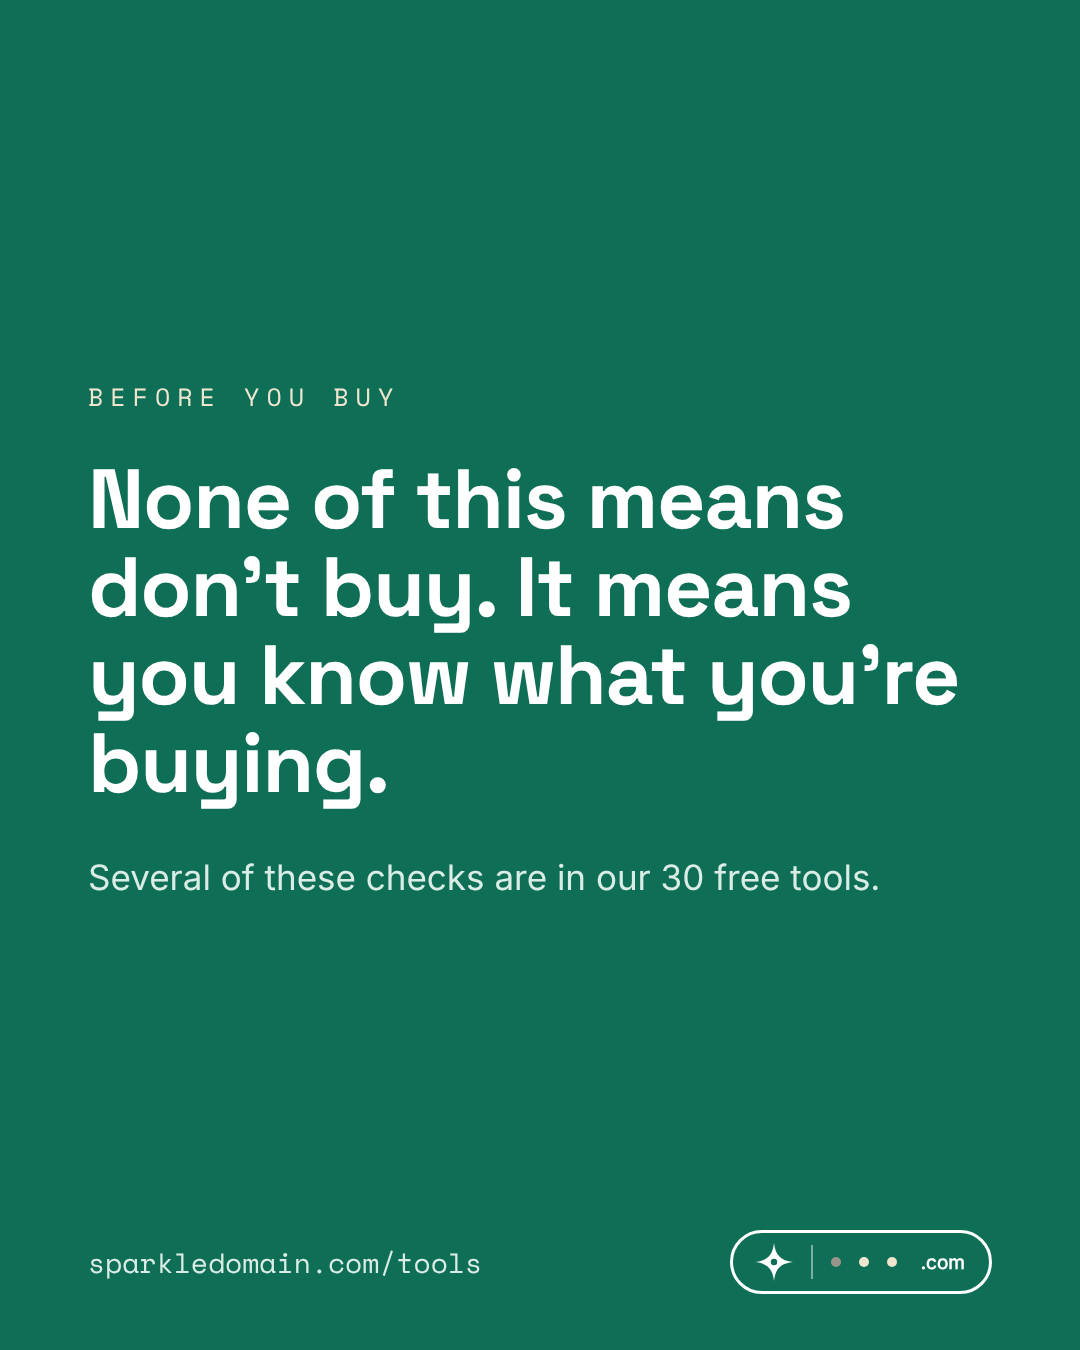 BEFORE YOU BUY
None of this means
don’t buy. It means
you know what you’re
buying.
Several of these checks are in our 30 free tools.
sparkledomain.com/tools
.com